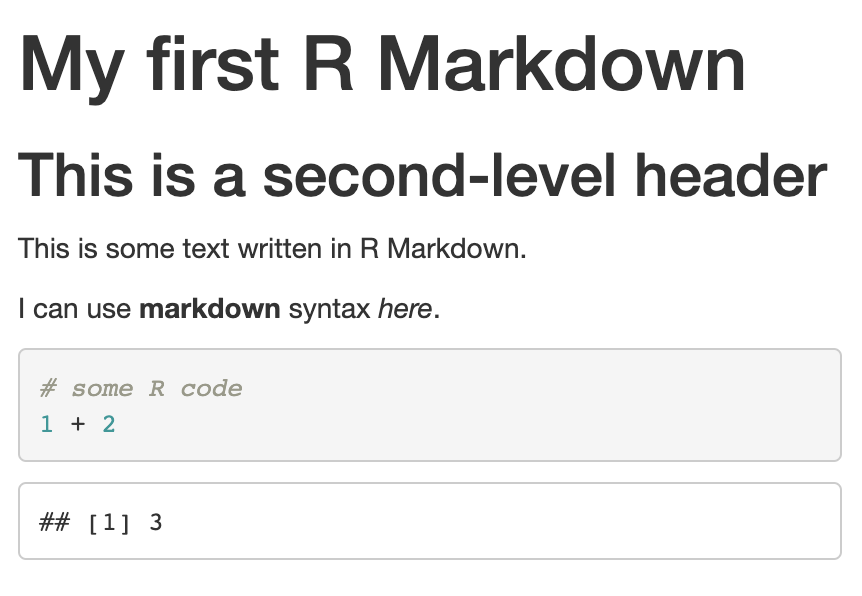 My first R Markdown
This is a second-level header
This is some text written in R Markdown.
I can use markdown syntax here.
# some R code
1 + 2
## [1] 3